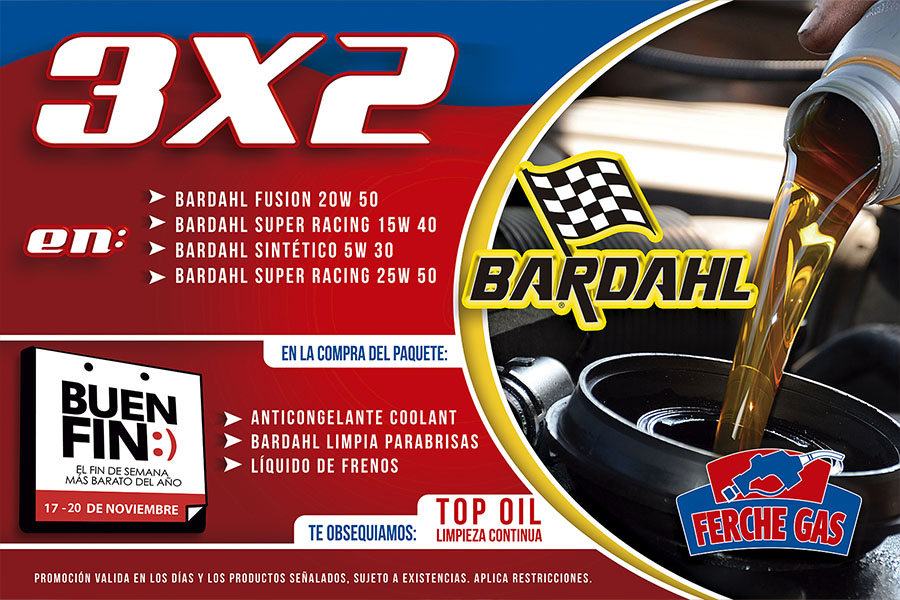 3X2
en:
BARDAHL FUSION 20W 50
BARDAHL SUPER RACING 15W 40
BARDAHL SINTÉTICO 5W 30
BARDAHL SUPER RACING 25W 50
BARDAHL
®
EN LA COMPRA DEL PAQUETE:
BUEN
FIN:)
EL FIN DE SEMANA
MÁS BARATO DEL AÑO
17 - 20 DE NOVIEMBRE
ANTICONGELANTE COOLANT
BARDAHL LIMPIA PARABRISAS
LÍQUIDO DE FRENOS
TE OBSEQUIAMOS:
TOP OIL
LIMPIEZA CONTINUA
FERCHE GAS
PROMOCIÓN VALIDA EN LOS DÍAS Y LOS PRODUCTOS SEÑALADOS, SUJETO A EXISTENCIAS. APLICA RESTRICCIONES.